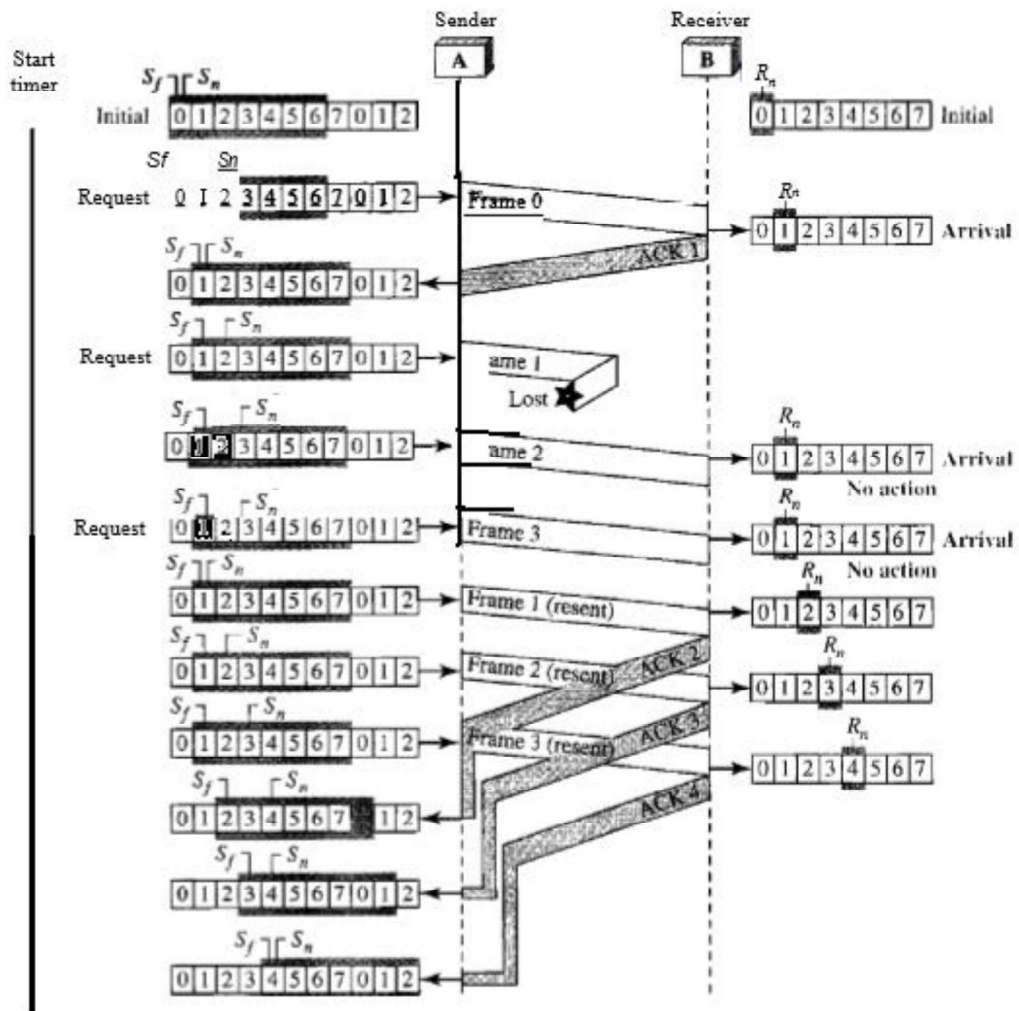 Sender
Receiver
Start
timer
A
B
Sf Sn
Rn
Initial 0 1 2 3 4 5 6 7 0 1 2
0 1 2 3 4 5 6 7 Initial
Sf Sn
Request 0 1 2 3 4 5 6 7 0 1 2
Frame 0
Rn
0 1 2 3 4 5 6 7 Arrival
ACK 1
Sf Sn
0 1 2 3 4 5 6 7 0 1 2
Sf Sn
Request 0 1 2 3 4 5 6 7 0 1 2
ame 1
Lost
Sf Sn
0 1 2 3 4 5 6 7 0 1 2
ame 2
Rn
0 1 2 3 4 5 6 7 Arrival
No action
Sf Sn
Request 0 1 2 3 4 5 6 7 0 1 2
Frame 3
Rn
0 1 2 3 4 5 6 7 Arrival
No action
Sf Sn
0 1 2 3 4 5 6 7 0 1 2
Frame 1 (resent)
Rn
0 1 2 3 4 5 6 7
ACK 2
Sf Sn
0 1 2 3 4 5 6 7 0 1 2
Frame 2 (resent)
Rn
0 1 2 3 4 5 6 7
ACK 3
Sf Sn
0 1 2 3 4 5 6 7 0 1 2
Frame 3 (resent)
Rn
0 1 2 3 4 5 6 7
ACK 4
Sf Sn
0 1 2 3 4 5 6 7 1 2
Sf Sn
0 1 2 3 4 5 6 7 0 1 2
Sf Sn
0 1 2 3 4 5 6 7 0 1 2